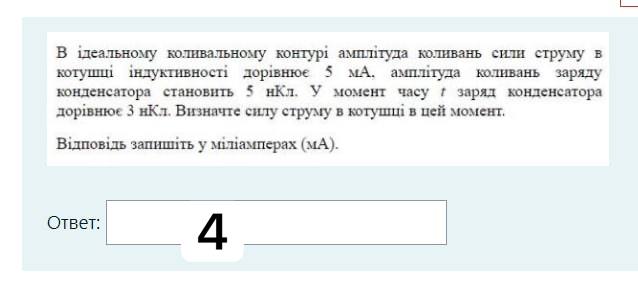 В ідеальному коливальному контурі амплітуда коливань сили струму в
котушці індуктивності дорівнює 5 мА, амплітуда коливань заряду
конденсатора становить 5 нКл. У момент часу t заряд конденсатора
дорівнює 3 нКл. Визначте силу струму в котушці в цей момент.
Відповідь запишіть у міліамперах (мА).
Ответ: 4